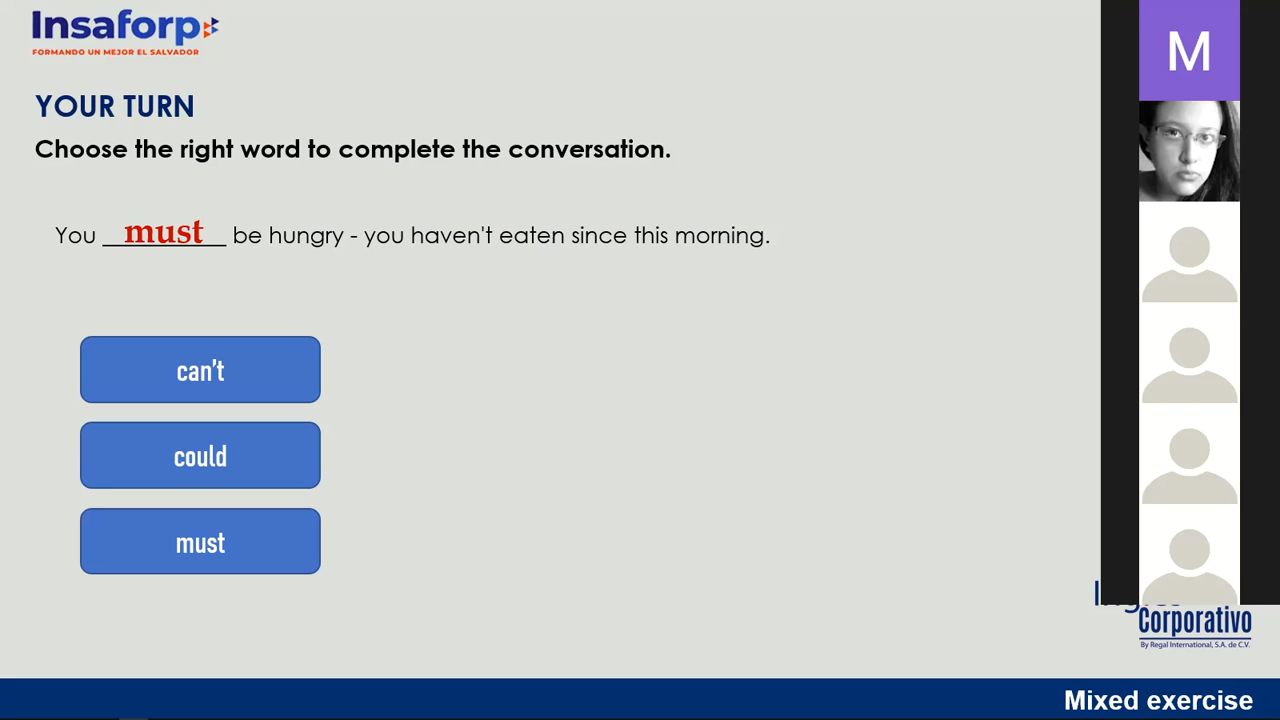 Insaforp
FORMANDO UN MEJOR EL SALVADOR
M
YOUR TURN
Choose the right word to complete the conversation.
You must be hungry - you haven't eaten since this morning.
can't
could
must
Corporativo
By Regal International, S.A. de C.V.
Mixed exercise